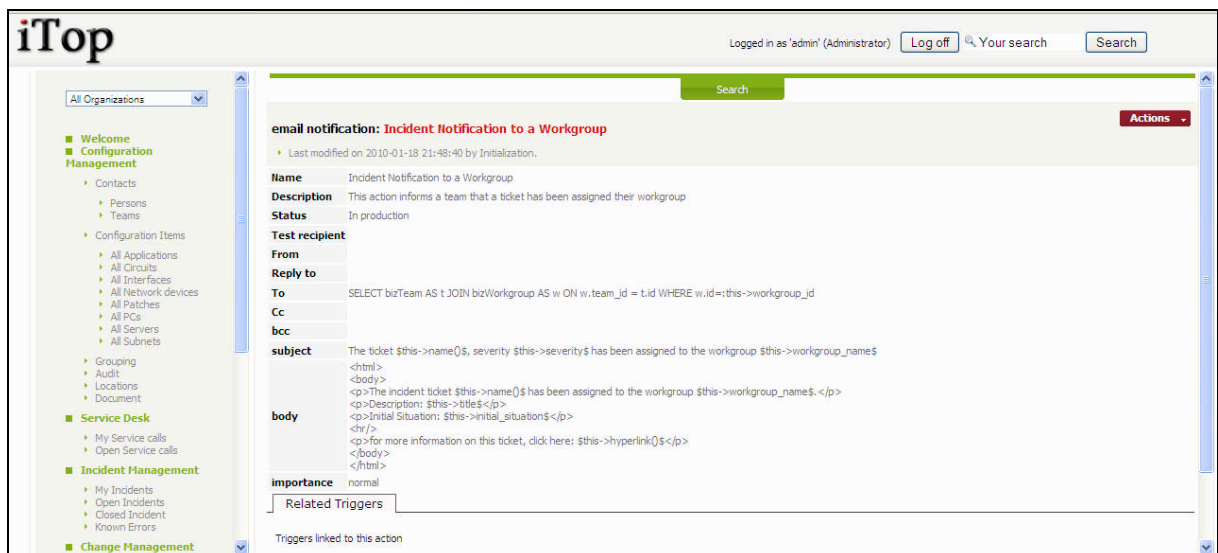 iTop
Logged in as 'admin' (Administrator) Log off Your search Search
All Organizations
Welcome
Configuration
Management
Contacts
Persons
Teams
Configuration Items
All Applications
All Circuits
All Interfaces
All Network devices
All Patches
All PCs
All Servers
All Subnets
Grouping
Audit
Locations
Document
Service Desk
My Service calls
Open Service calls
Incident Management
My Incidents
Open Incidents
Closed Incident
Known Errors
Change Management
Search
Actions
email notification: Incident Notification to a Workgroup
Last modified on 2010-01-18 21:48:40 by Initialization.
Name Incident Notification to a Workgroup
Description This action informs a team that a ticket has been assigned their workgroup
Status In production
Test recipient
From
Reply to
To SELECT bizTeam AS t JOIN bizWorkgroup AS w ON w.team_id = t.id WHERE w.id=:this->workgroup_id
Cc
bcc
subject The ticket $this->name()$, severity $this->severity$ has been assigned to the workgroup $this->workgroup_name$
body
<html>
<body>
<p>The incident ticket $this->name()$ has been assigned to the workgroup $this->workgroup_name$.</p>
<p>Description: $this->title$</p>
<p>Initial Situation: $this->initial_situation$</p>
<hr/>
<p>for more information on this ticket, click here: $this->hyperlink()$</p>
</body>
</html>
importance normal
Related Triggers
Triggers linked to this action